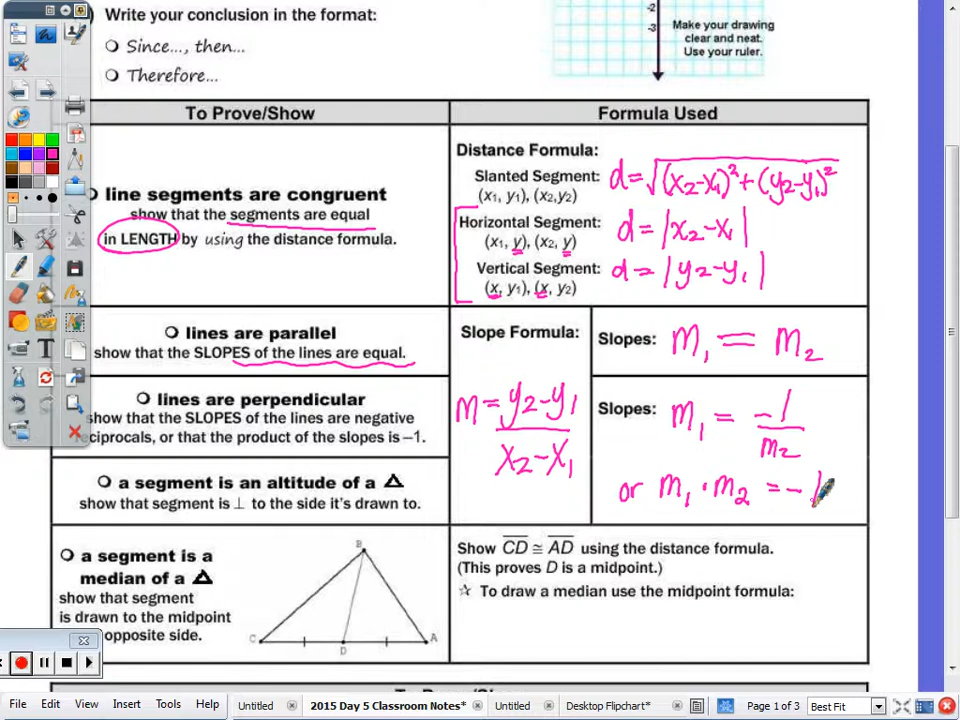 Write your conclusion in the format:
Since..., then...
Therefore...
-2
-3
Make your drawing
clear and neat.
Use your ruler.
To Prove/Show
Formula Used
line segments are congruent
show that the segments are equal
in LENGTH by using the distance formula.
Distance Formula:
Slanted Segment:
(x1, y1), (x2,y2)
d = √(x₂-x₁)²+(y₂-y₁)²
Horizontal Segment:
(x1, y), (x2, y)
d = |x₂-x₁|
Vertical Segment:
(x, y1), (x, y2)
d = |y₂-y₁|
lines are parallel
show that the SLOPES of the lines are equal.
Slope Formula:
m = y₂-y₁
x₂-x₁
Slopes: m₁ = m₂
lines are perpendicular
show that the SLOPES of the lines are negative
reciprocals, or that the product of the slopes is –1.
Slopes: m₁ = -1
m₂
or m₁ · m₂ = -1
a segment is an altitude of a Δ
show that segment is ⊥ to the side it's drawn to.
a segment is a
median of a Δ
show that segment
is drawn to the midpoint
opposite side.
B
C
D
A
Show CD ≅ AD using the distance formula.
(This proves D is a midpoint.)
☆ To draw a median use the midpoint formula:
File Edit View Insert Tools Help
Untitled
2015 Day 5 Classroom Notes*
Untitled
Desktop Flipchart*
Page 1 of 3
Best Fit